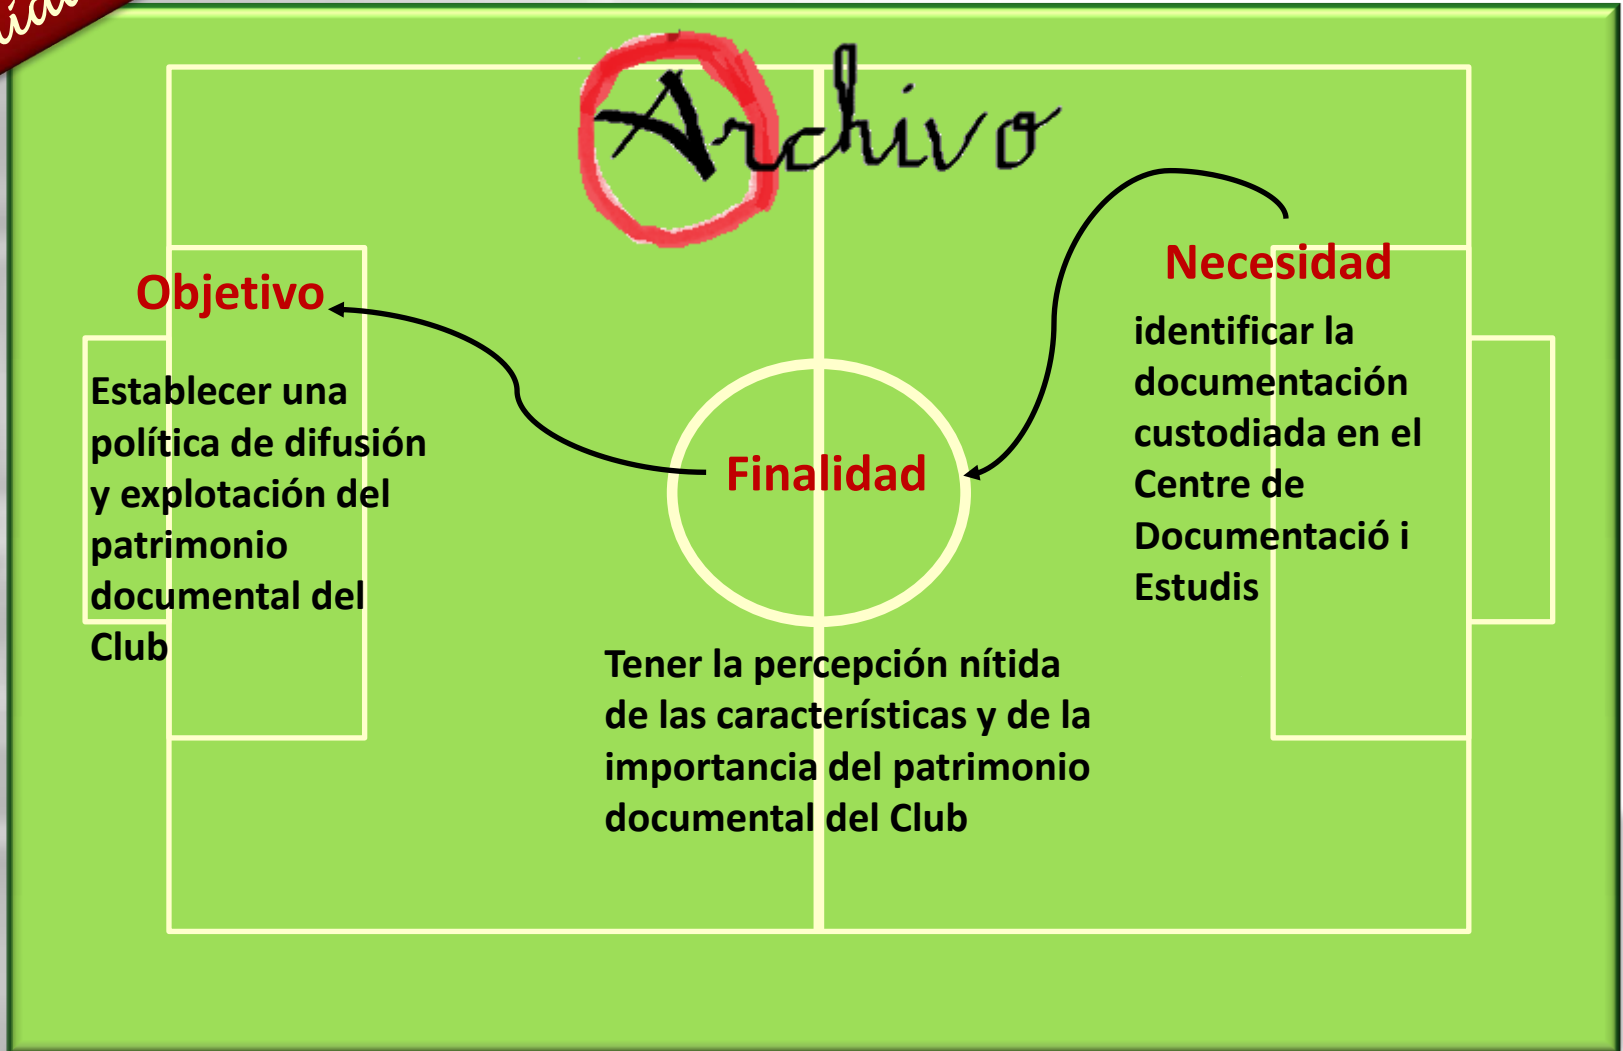 Archivo
Objetivo
Establecer una
política de difusión
y explotación del
patrimonio
documental del
Club
Finalidad
Tener la percepción nítida
de las características y de la
importancia del patrimonio
documental del Club
Necesidad
identificar la
documentación
custodiada en el
Centre de
Documentació i
Estudis